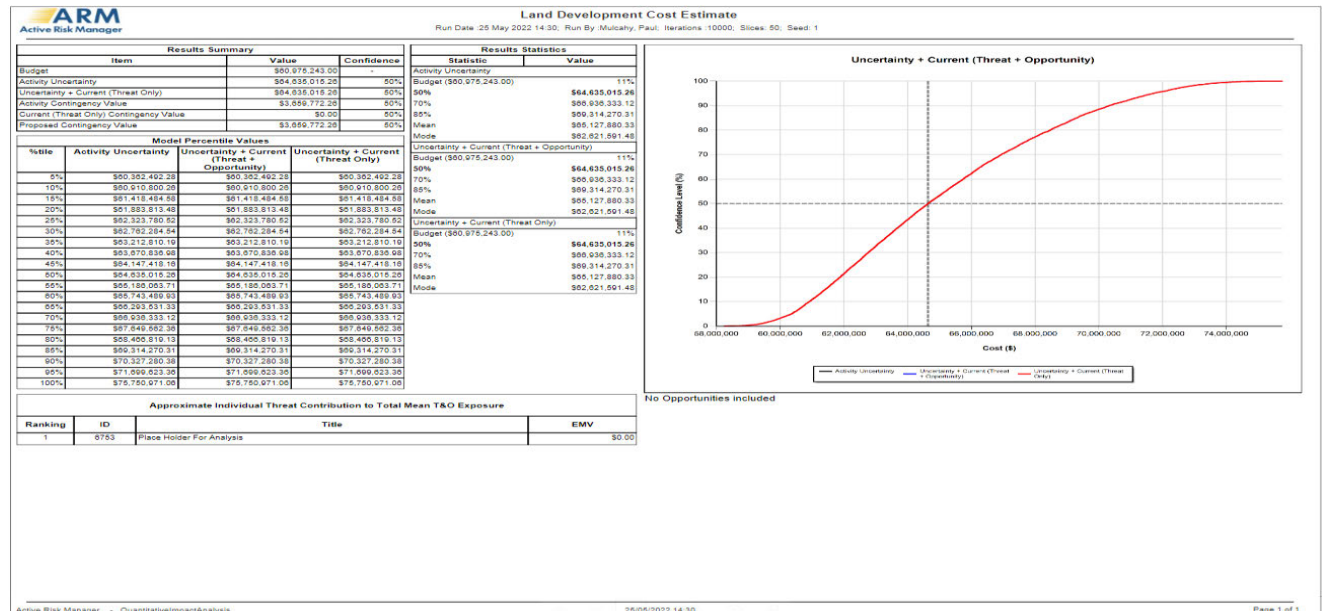 ARM
Active Risk Manager
Land Development Cost Estimate
Run Date :25 May 2022 14:30; Run By :Mulcahy, Paul; Iterations :10000; Slices: 50; Seed: 1
Results Summary
Item Value Confidence
Budget $60,975,243.00 -
Activity Uncertainty $64,635,015.26 50%
Uncertainty + Current (Threat Only) $64,635,015.26 50%
Activity Contingency Value $3,659,772.26 50%
Current (Threat Only) Contingency Value $0.00 50%
Proposed Contingency Value $3,659,772.26 50%
Model Percentile Values
%tile Activity Uncertainty Uncertainty + Current (Threat + Opportunity) Uncertainty + Current (Threat Only)
5% $60,362,492.28 $60,362,492.28 $60,362,492.28
10% $60,910,800.26 $60,910,800.26 $60,910,800.26
15% $61,418,484.58 $61,418,484.58 $61,418,484.58
20% $61,883,813.48 $61,883,813.48 $61,883,813.48
25% $62,323,780.52 $62,323,780.52 $62,323,780.52
30% $62,762,284.54 $62,762,284.54 $62,762,284.54
35% $63,212,810.19 $63,212,810.19 $63,212,810.19
40% $63,670,836.98 $63,670,836.98 $63,670,836.98
45% $64,147,418.16 $64,147,418.16 $64,147,418.16
50% $64,635,015.26 $64,635,015.26 $64,635,015.26
55% $65,186,063.71 $65,186,063.71 $65,186,063.71
60% $65,743,489.93 $65,743,489.93 $65,743,489.93
65% $66,293,531.33 $66,293,531.33 $66,293,531.33
70% $66,936,333.12 $66,936,333.12 $66,936,333.12
75% $67,649,662.36 $67,649,662.36 $67,649,662.36
80% $68,466,819.13 $68,466,819.13 $68,466,819.13
85% $69,314,270.31 $69,314,270.31 $69,314,270.31
90% $70,327,280.38 $70,327,280.38 $70,327,280.38
95% $71,699,623.36 $71,699,623.36 $71,699,623.36
100% $75,750,971.06 $75,750,971.06 $75,750,971.06
Results Statistics
Statistic Value
Activity Uncertainty
Budget ($60,975,243.00) 11%
50% $64,635,015.26
70% $66,936,333.12
85% $69,314,270.31
Mean $65,127,880.33
Mode $62,621,591.48
Uncertainty + Current (Threat + Opportunity)
Budget ($60,975,243.00) 11%
50% $64,635,015.26
70% $66,936,333.12
85% $69,314,270.31
Mean $65,127,880.33
Mode $62,621,591.48
Uncertainty + Current (Threat Only)
Budget ($60,975,243.00) 11%
50% $64,635,015.26
70% $66,936,333.12
85% $69,314,270.31
Mean $65,127,880.33
Mode $62,621,591.48
Uncertainty + Current (Threat + Opportunity)
Confidence Level (%)
100
90
80
70
60
50
40
30
20
10
0
58,000,000 60,000,000 62,000,000 64,000,000 66,000,000 68,000,000 70,000,000 72,000,000 74,000,000
Cost ($)
Activity Uncertainty Uncertainty + Current (Threat + Opportunity) Uncertainty + Current (Threat Only)
Approximate Individual Threat Contribution to Total Mean T&O Exposure
Ranking ID Title EMV
1 6753 Place Holder For Analysis $0.00
No Opportunities included
Active Risk Manager - QuantitativeImpactAnalysis 25/05/2022 14:30 Page 1 of 1